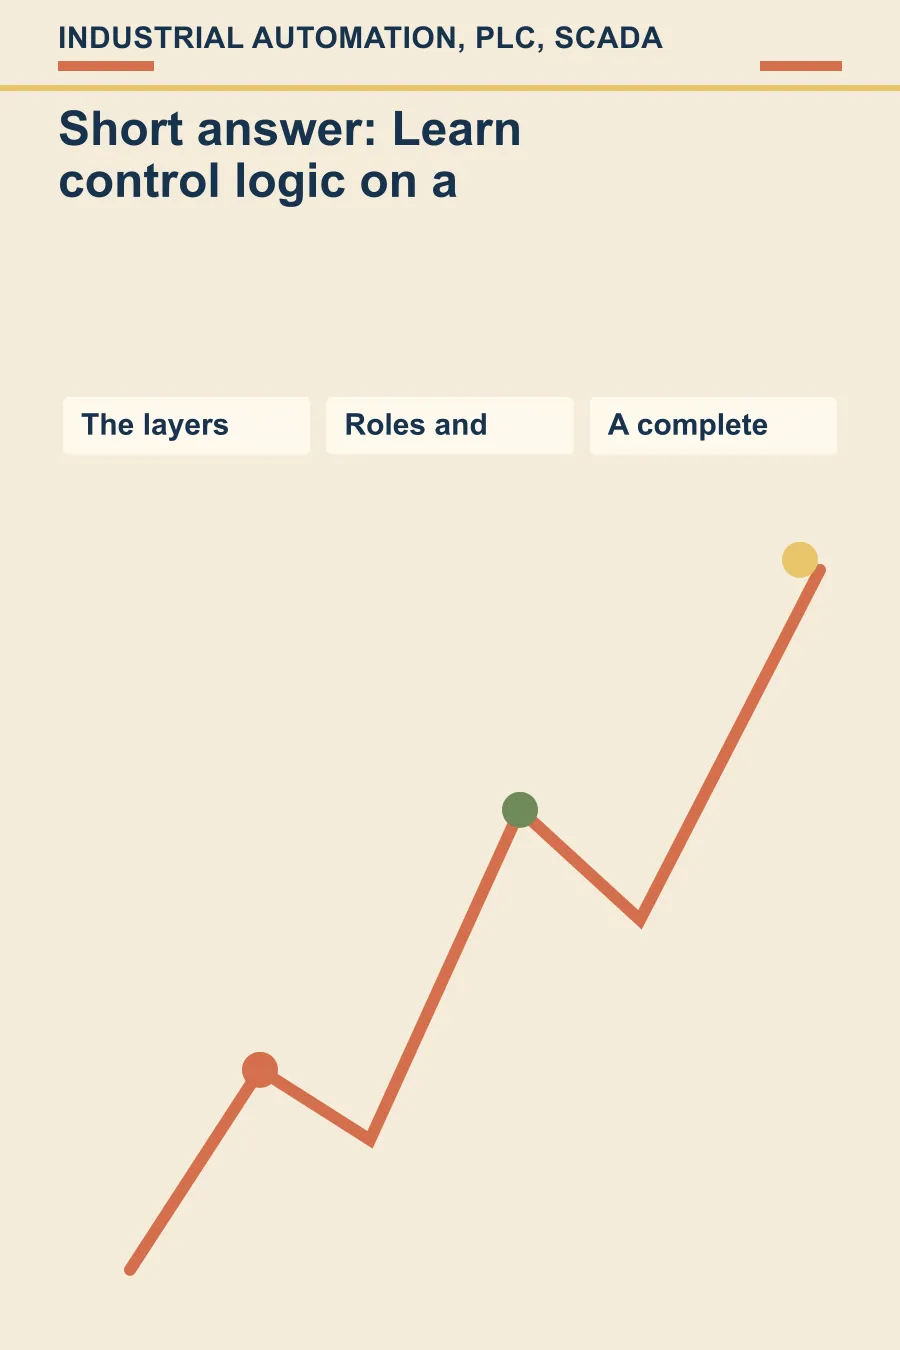 INDUSTRIAL AUTOMATION, PLC, SCADA
Short answer: Learn
control logic on a
The layers
Roles and
A complete